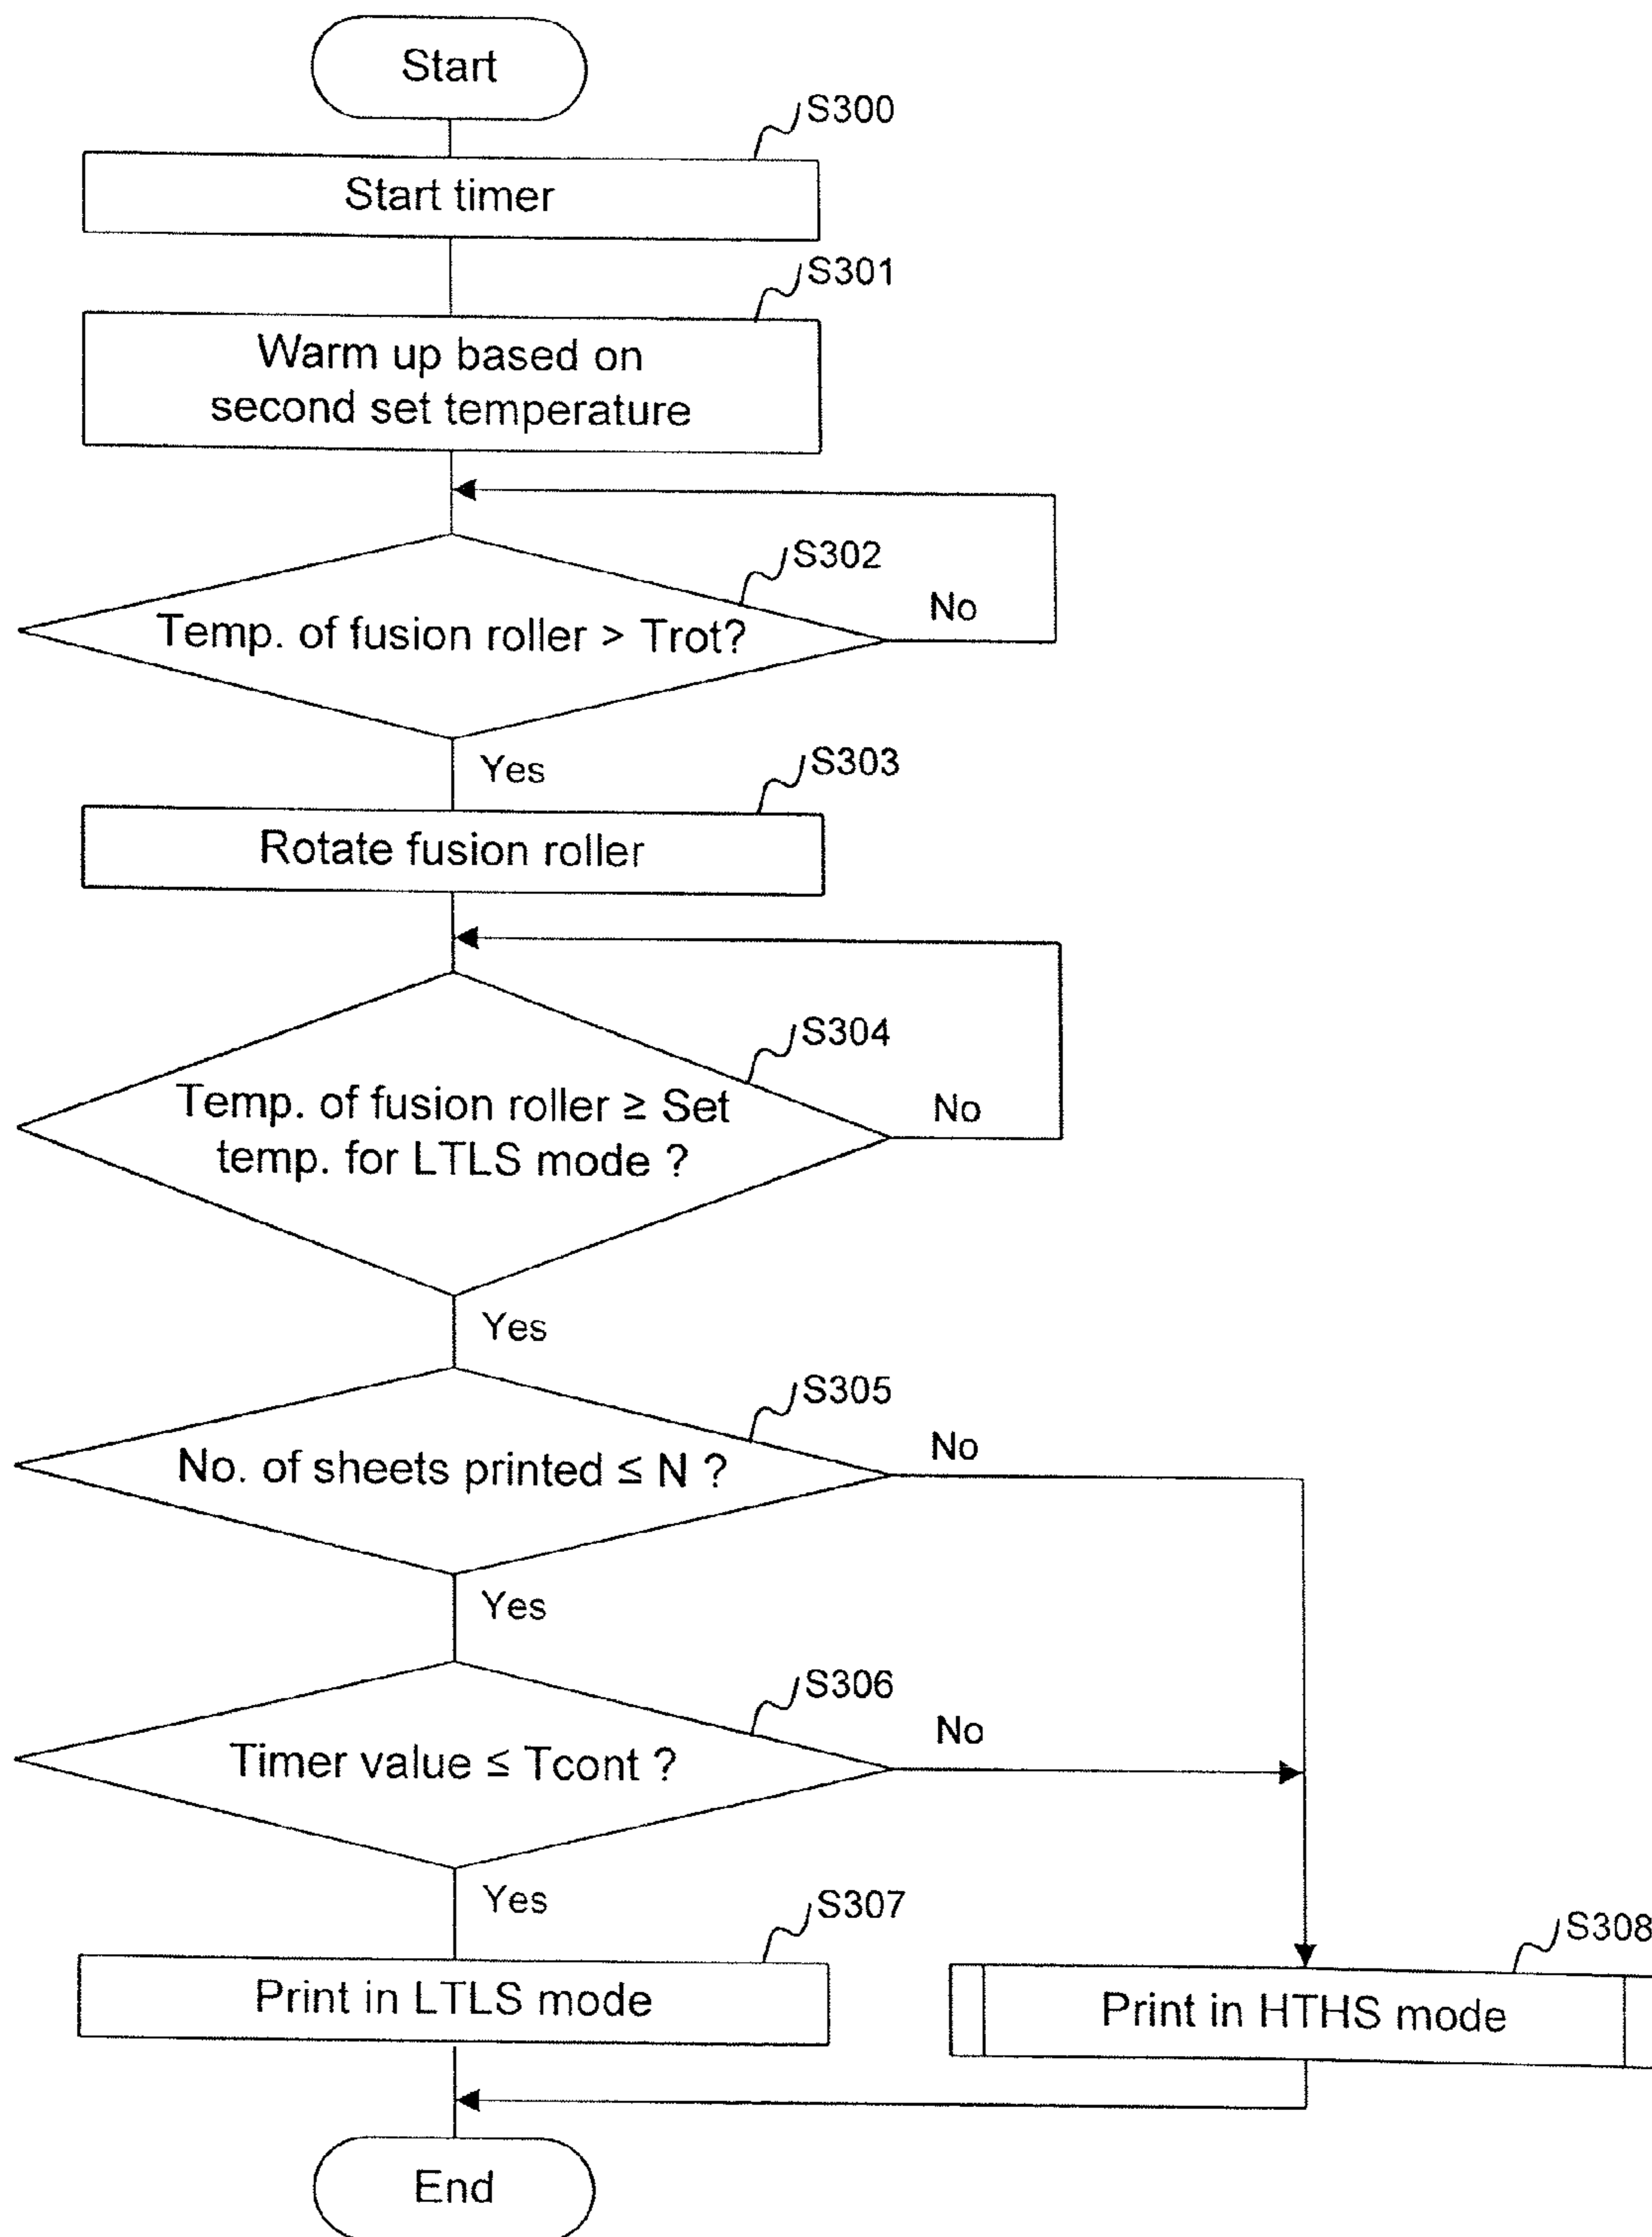 Start
S300
Start timer
S301
Warm up based on
second set temperature
S302
Temp. of fusion roller > Trot?
No
Yes
S303
Rotate fusion roller
S304
Temp. of fusion roller ≥ Set
temp. for LTLS mode ?
No
Yes
S305
No. of sheets printed ≤ N ?
No
Yes
S306
Timer value ≤ Tcont ?
No
Yes
S307
Print in LTLS mode
S308
Print in HTHS mode
End